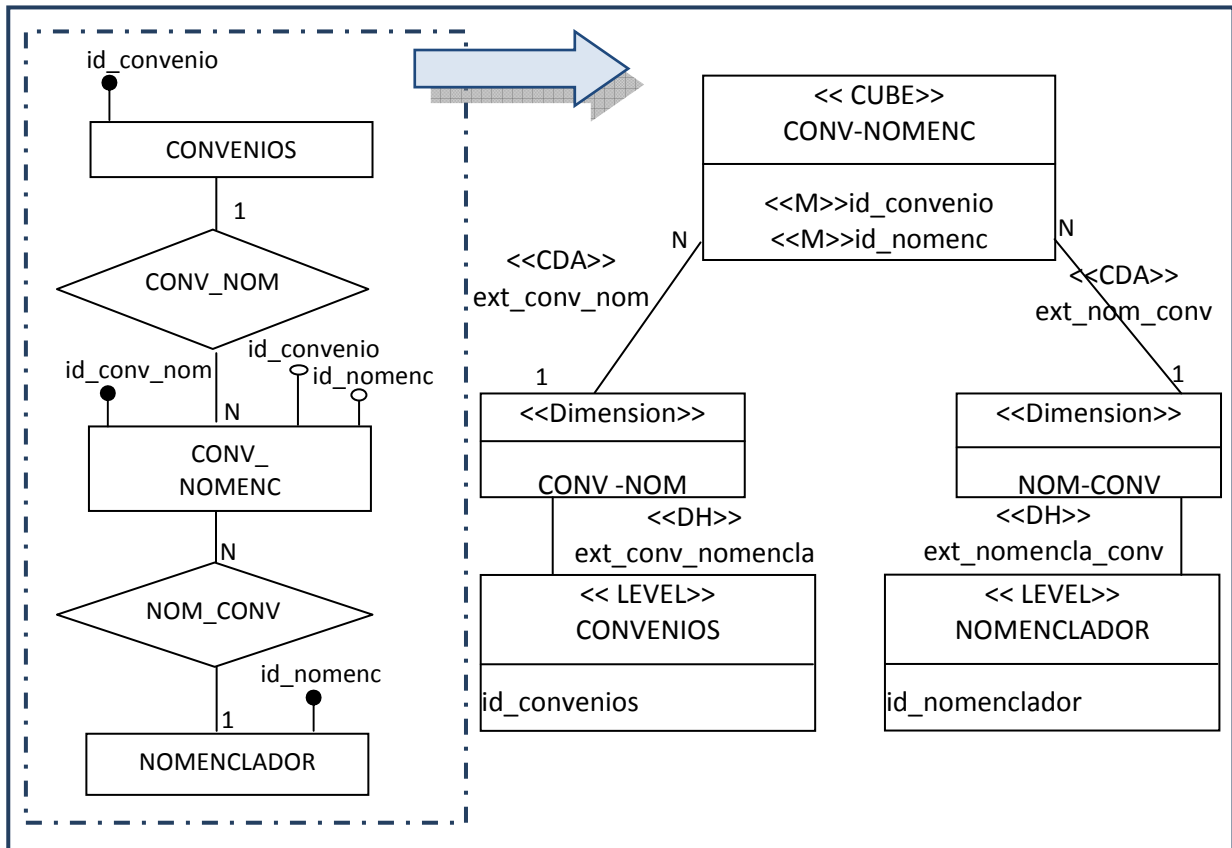 id_convenio
CONVENIOS
1
CONV_NOM
id_convenio
id_conv_nom
id_nomenc
N
CONV_
NOMENC
N
NOM_CONV
id_nomenc
1
NOMENCLADOR
<< CUBE>>
CONV-NOMENC
<<M>>id_convenio
<<M>>id_nomenc
N
N
<<CDA>>
ext_conv_nom
<<CDA>>
ext_nom_conv
1
1
<<Dimension>>
CONV -NOM
<<Dimension>>
NOM-CONV
<<DH>>
ext_conv_nomencla
<<DH>>
ext_nomencla_conv
<< LEVEL>>
CONVENIOS
id_convenios
<< LEVEL>>
NOMENCLADOR
id_nomenclador